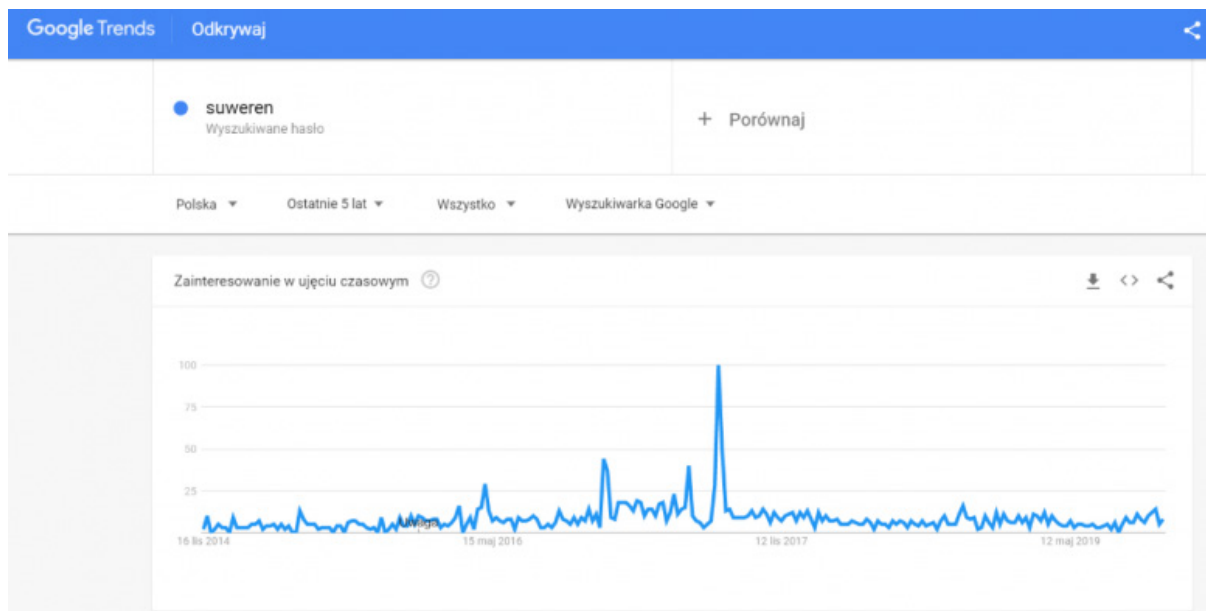 Google Trends Odkrywaj
suweren
Wyszukiwane hasło
+ Porównaj
Polska Ostatnie 5 lat Wszystko Wyszukiwarka Google
Zainteresowanie w ujęciu czasowym ?
100
75
50
25
Uwaga
16 lis 2014 15 maj 2016 12 lis 2017 12 maj 2019